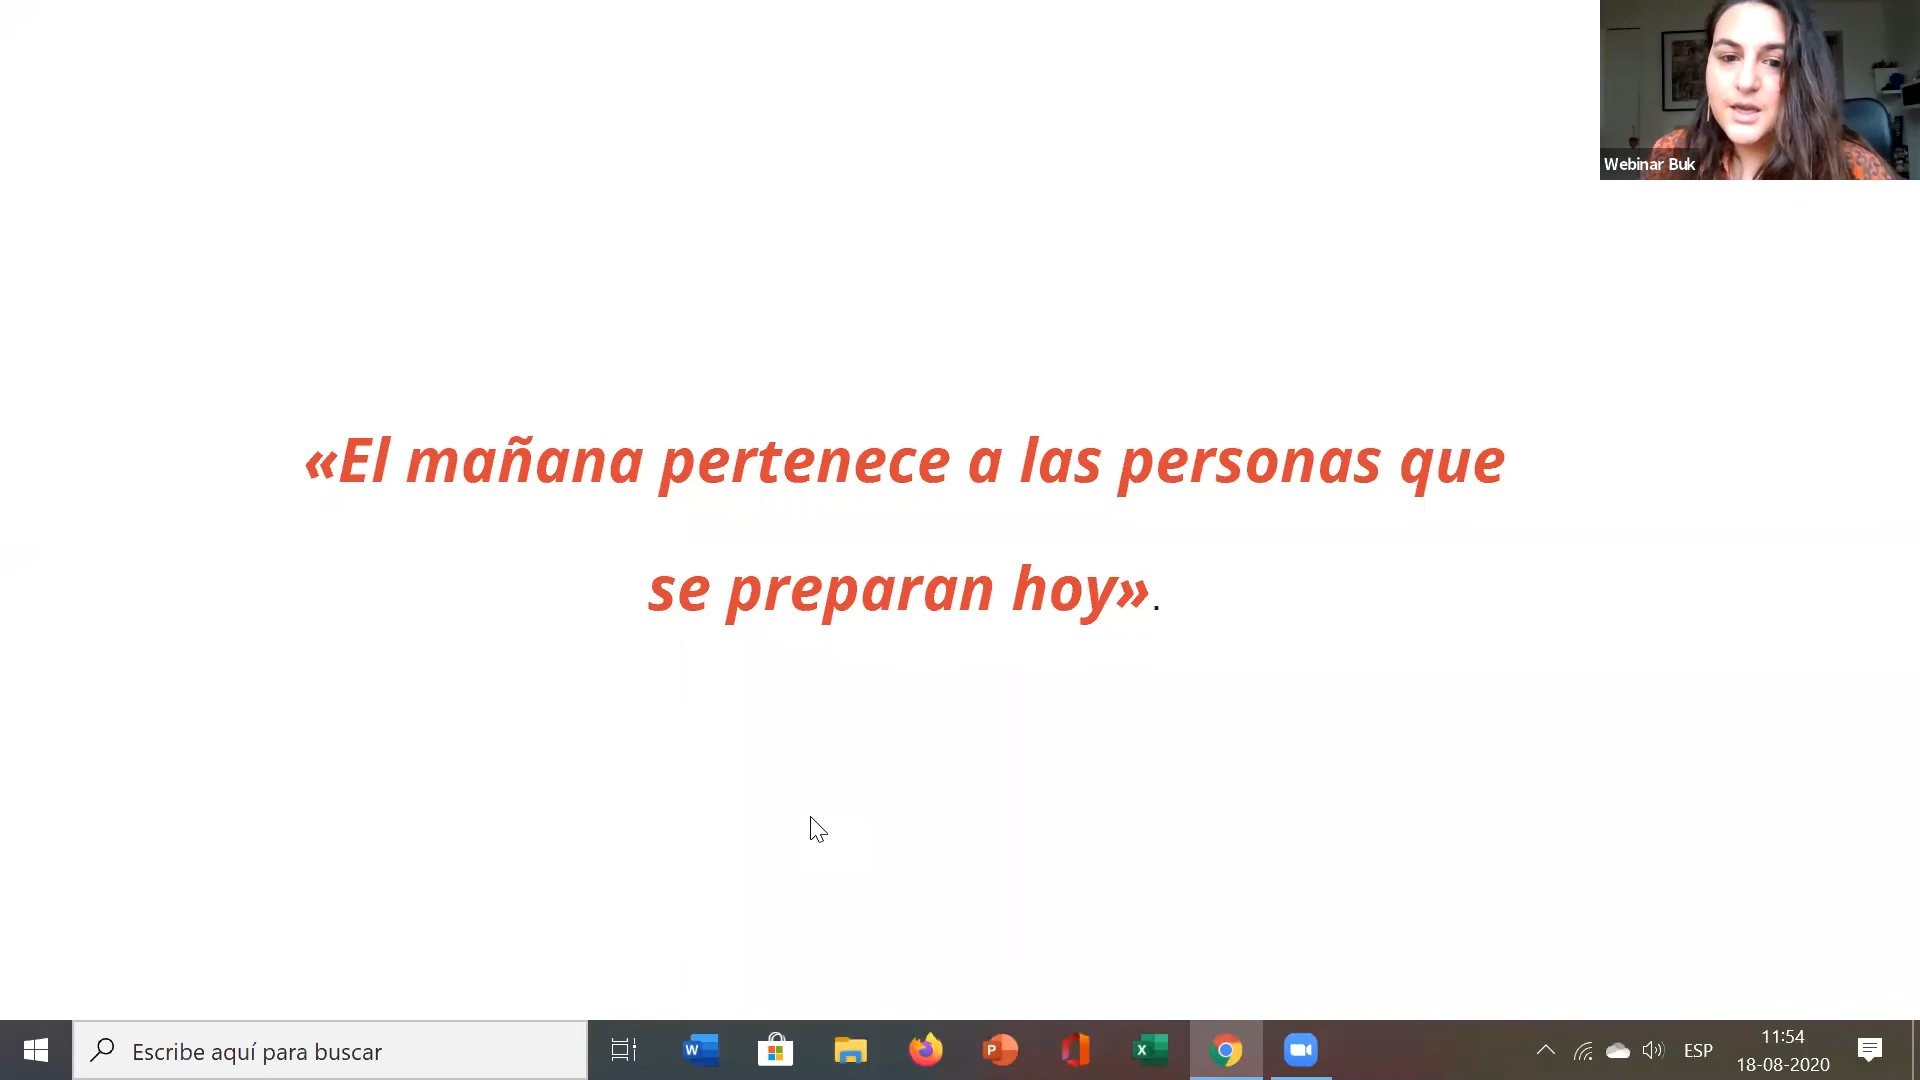 Webinar Buk
«El mañana pertenece a las personas que
se preparan hoy».
Escribe aquí para buscar
ESP
11:54
18-08-2020